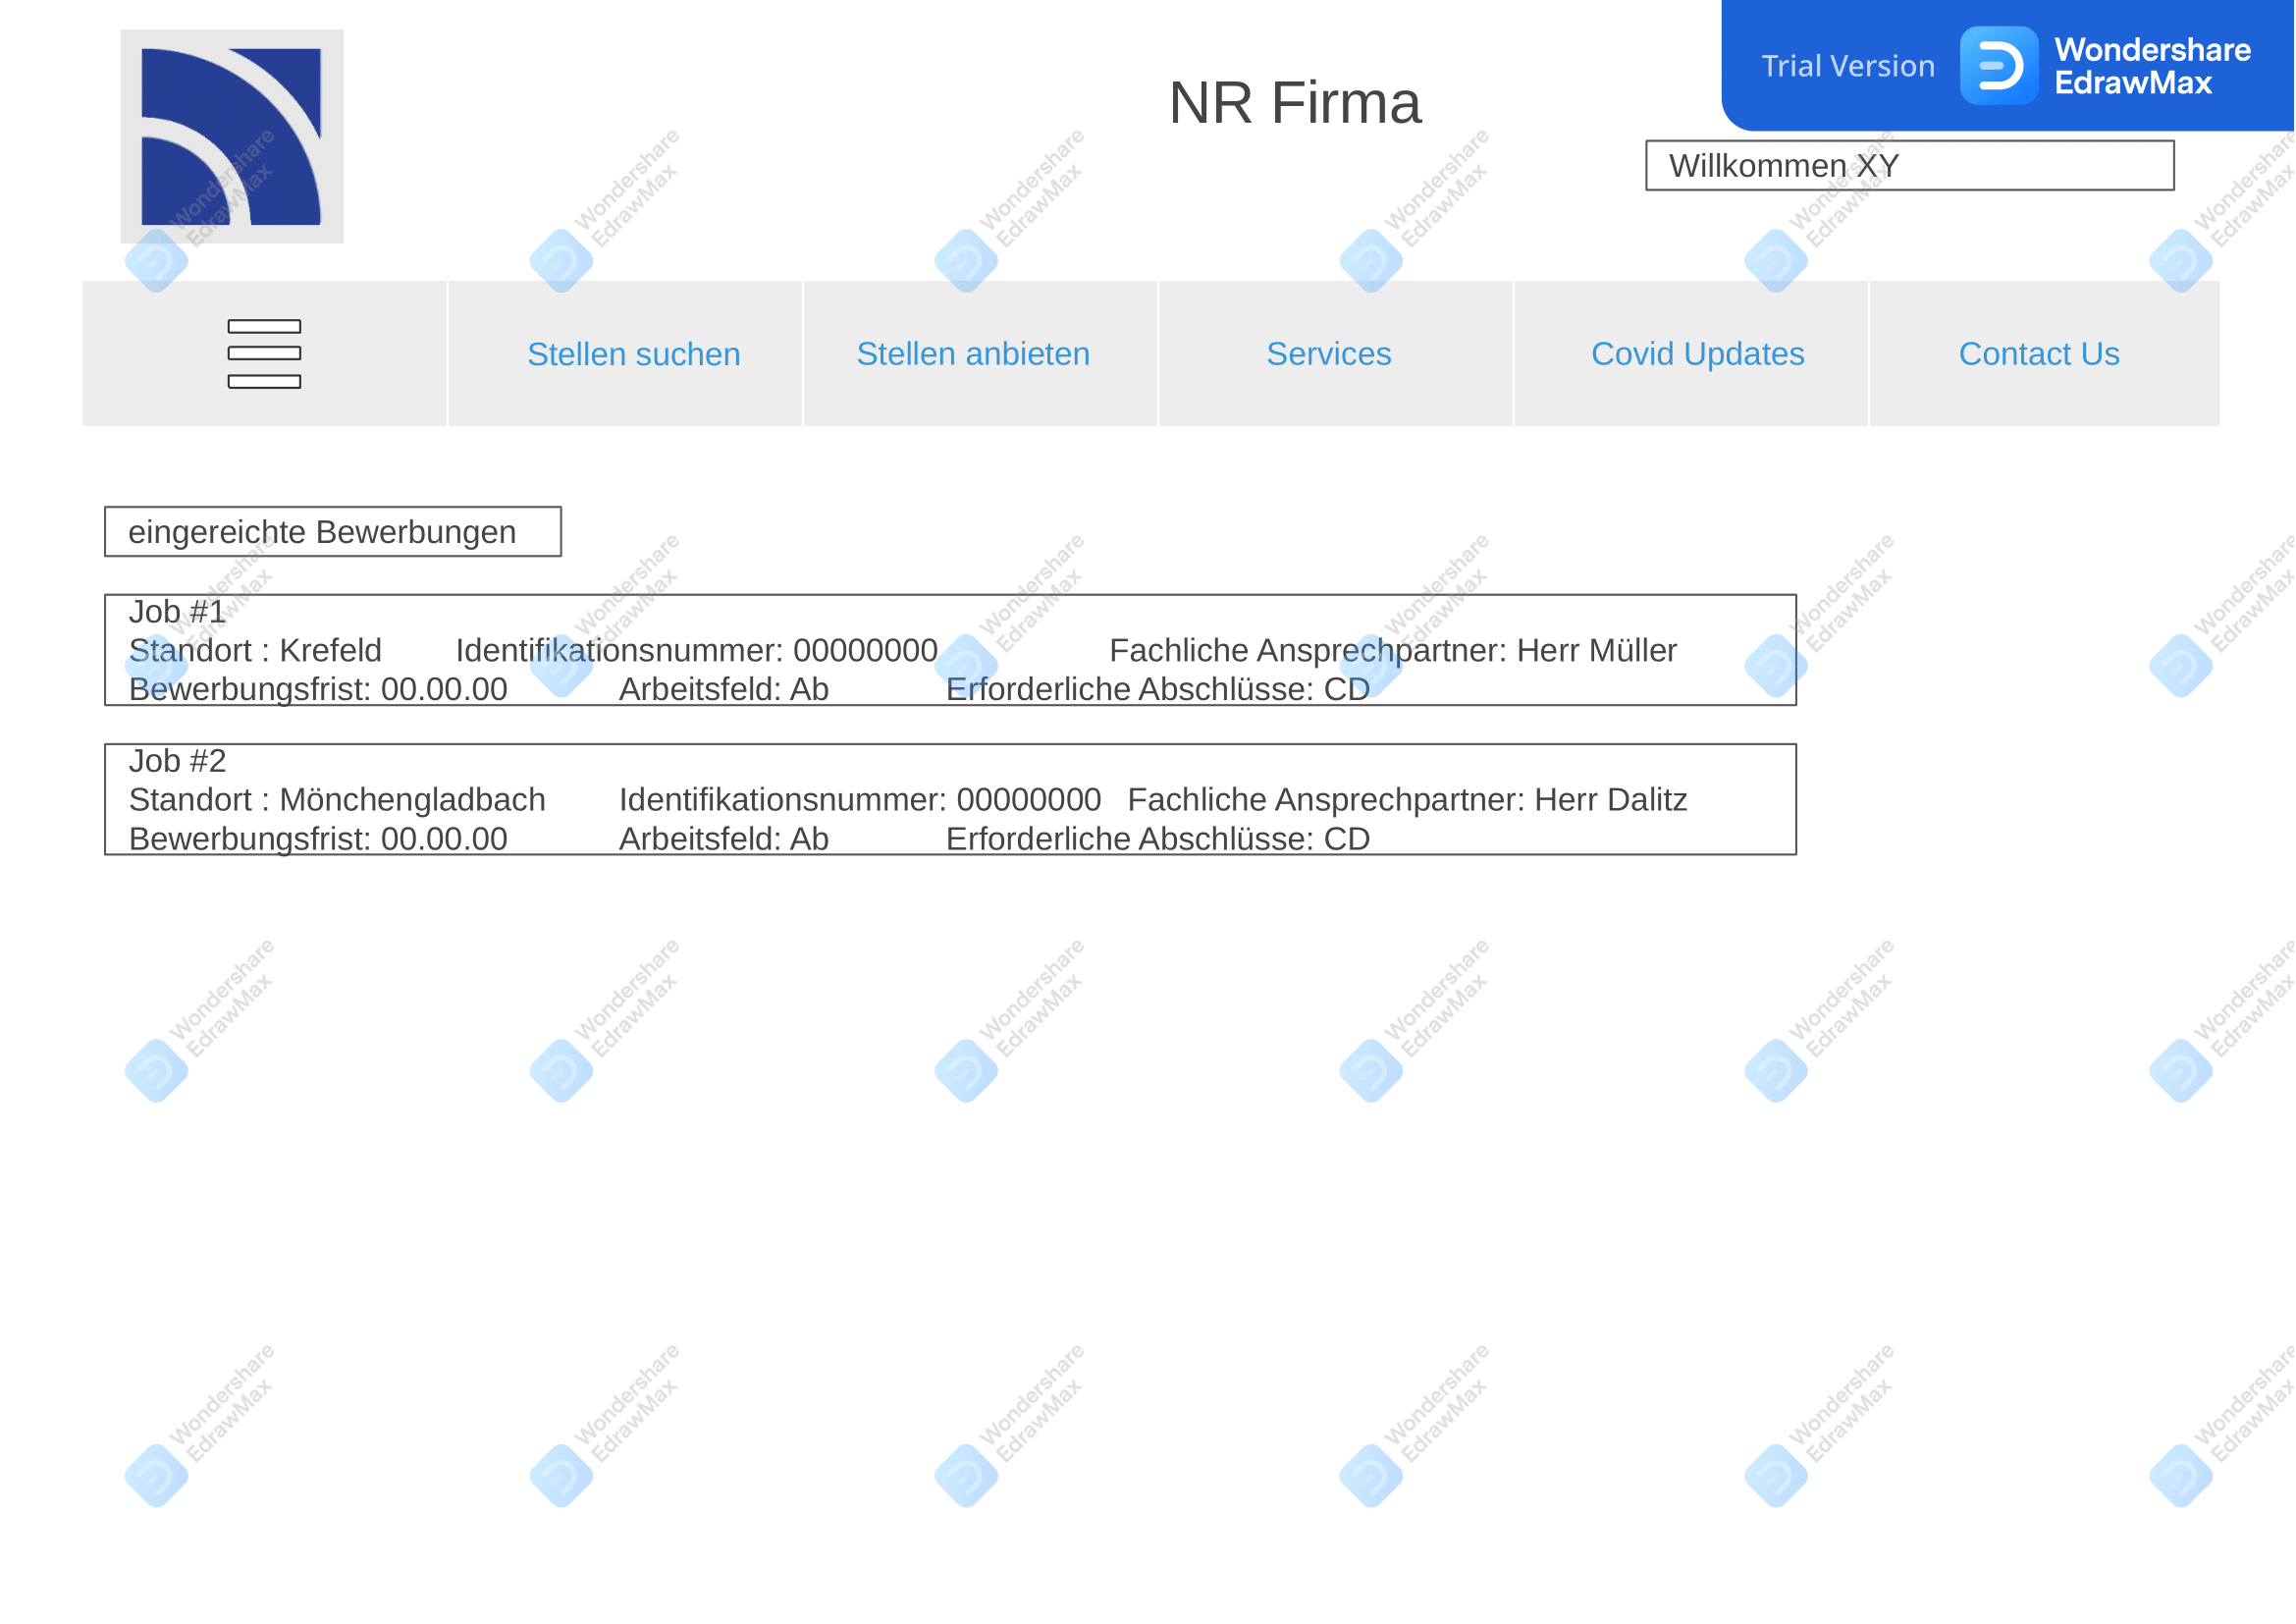 Trial Version
Wondershare
EdrawMax
NR Firma
Willkommen XY
Stellen suchen
Stellen anbieten
Services
Covid Updates
Contact Us
eingereichte Bewerbungen
Job #1
Standort : Krefeld Identifikationsnummer: 00000000 Fachliche Ansprechpartner: Herr Müller
Bewerbungsfrist: 00.00.00 Arbeitsfeld: Ab Erforderliche Abschlüsse: CD
Job #2
Standort : Mönchengladbach Identifikationsnummer: 00000000 Fachliche Ansprechpartner: Herr Dalitz
Bewerbungsfrist: 00.00.00 Arbeitsfeld: Ab Erforderliche Abschlüsse: CD